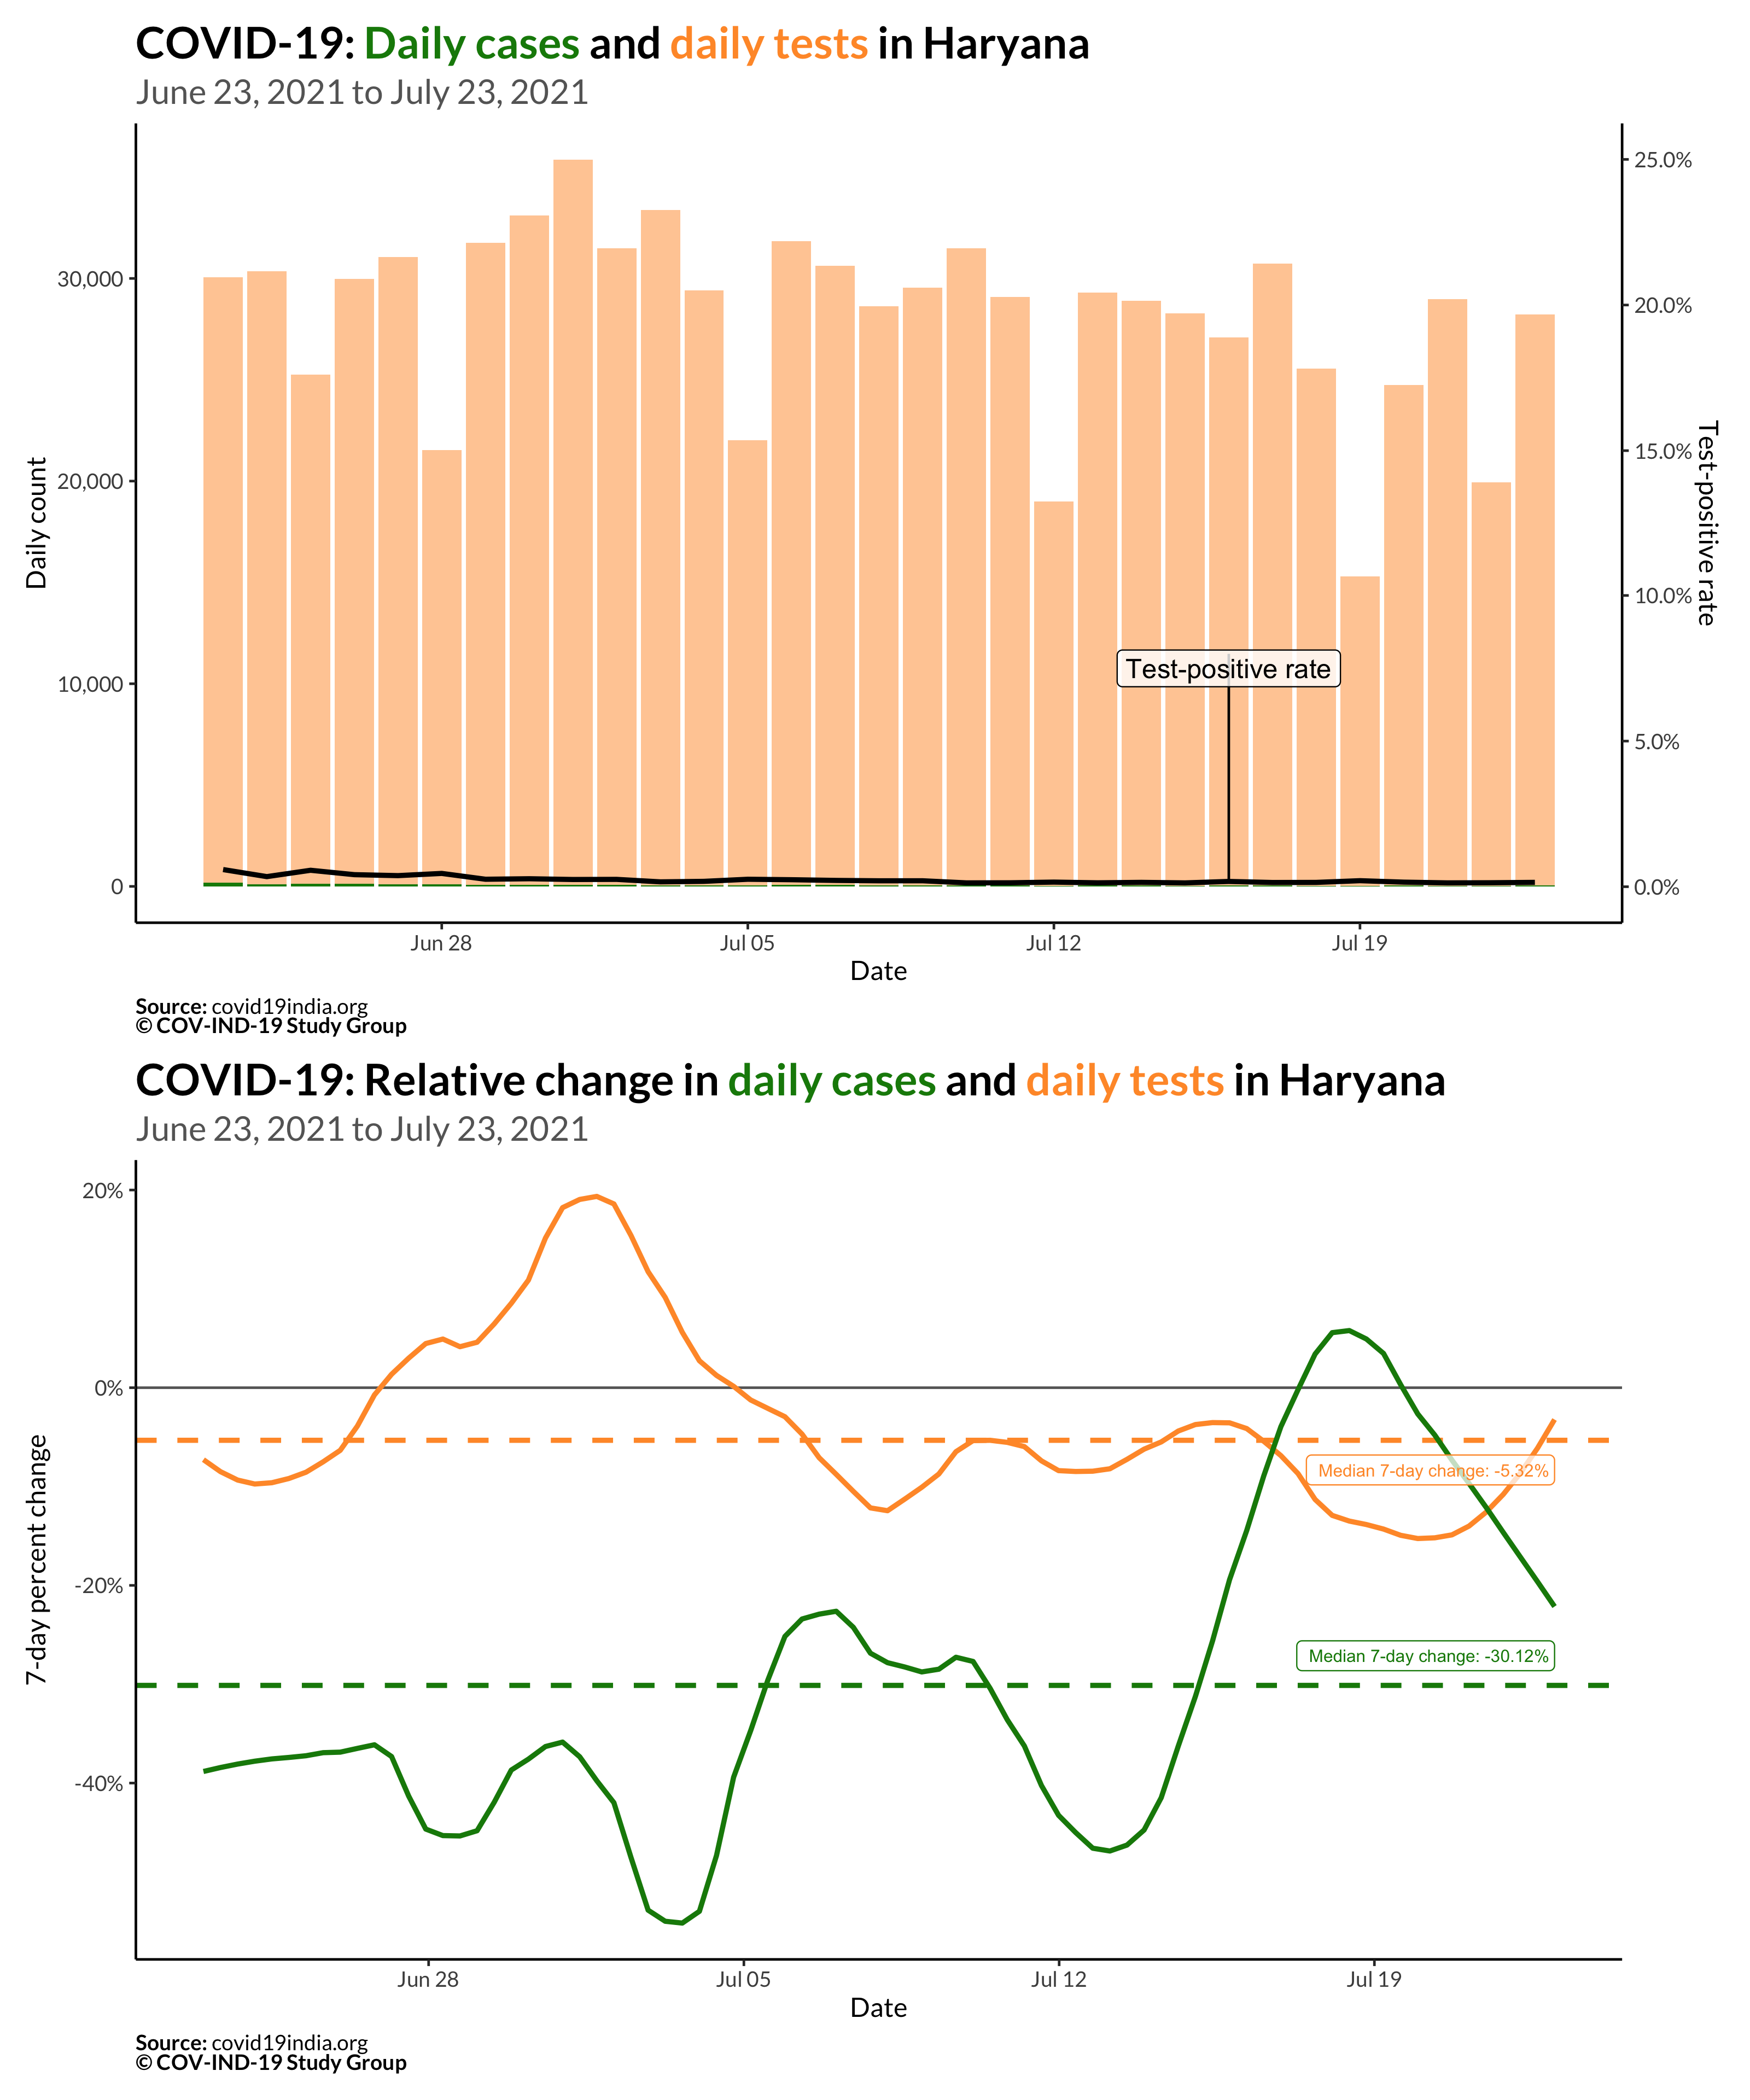 COVID-19: Daily cases and daily tests in Haryana
June 23, 2021 to July 23, 2021
Daily count
30,000
20,000
10,000
0
25.0%
20.0%
15.0%
10.0%
5.0%
0.0%
Test-positive rate
Test-positive rate
Jun 28
Jul 05
Jul 12
Jul 19
Date
Source: covid19india.org
© COV-IND-19 Study Group
COVID-19: Relative change in daily cases and daily tests in Haryana
June 23, 2021 to July 23, 2021
7-day percent change
20%
0%
-20%
-40%
Median 7-day change: -5.32%
Median 7-day change: -30.12%
Jun 28
Jul 05
Jul 12
Jul 19
Date
Source: covid19india.org
© COV-IND-19 Study Group